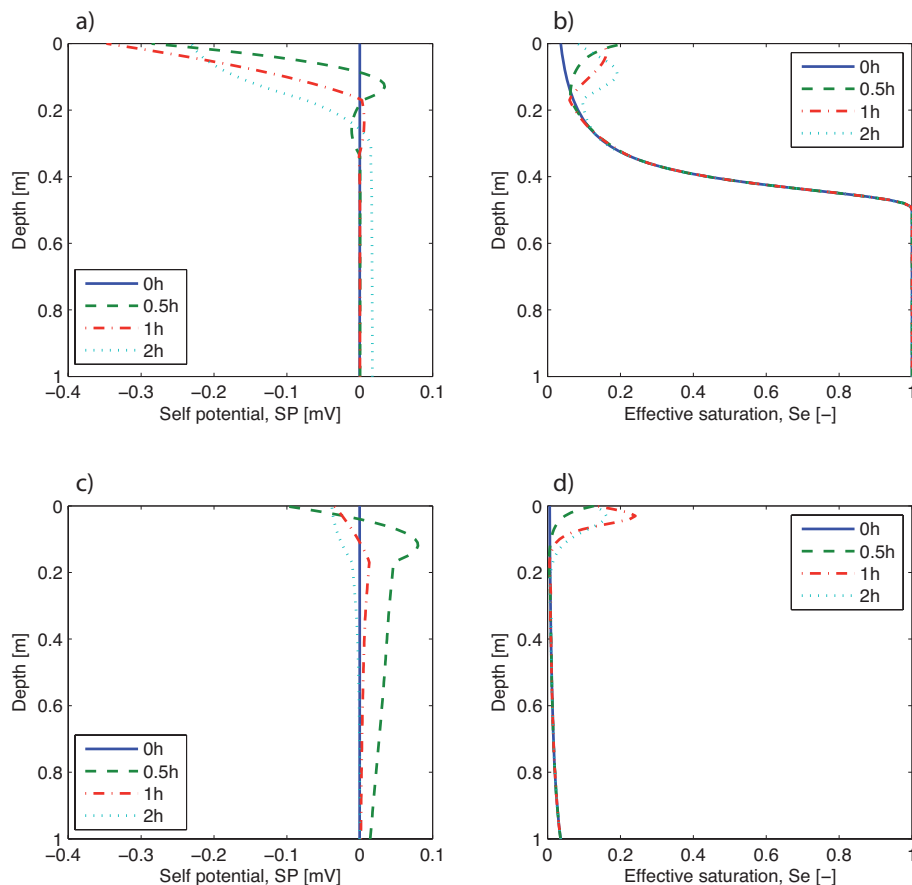 a)
0
0.2
0.4
0.6
0.8
1
Depth [m]
−0.4
−0.3
−0.2
−0.1
0
0.1
Self potential, SP [mV]
0h
0.5h
1h
2h
b)
0
0.2
0.4
0.6
0.8
1
Depth [m]
0
0.2
0.4
0.6
0.8
1
Effective saturation, Se [−]
0h
0.5h
1h
2h
c)
0
0.2
0.4
0.6
0.8
1
Depth [m]
−0.4
−0.3
−0.2
−0.1
0
0.1
Self potential, SP [mV]
0h
0.5h
1h
2h
d)
0
0.2
0.4
0.6
0.8
1
Depth [m]
0
0.2
0.4
0.6
0.8
1
Effective saturation, Se [−]
0h
0.5h
1h
2h